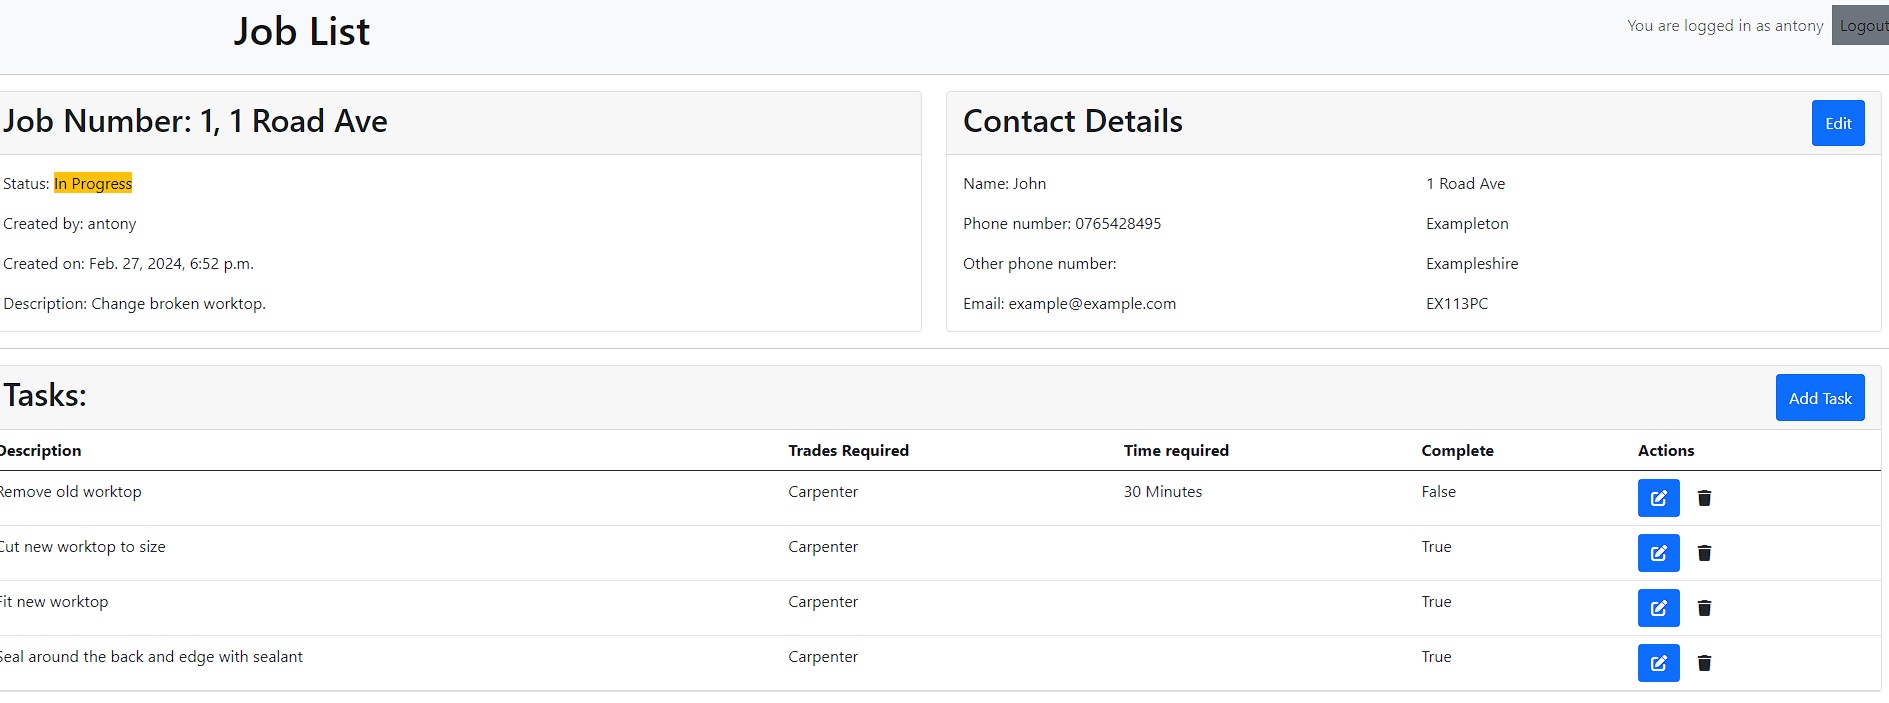 Job List
You are logged in as antony
Logout
Job Number: 1, 1 Road Ave
Status: In Progress
Created by: antony
Created on: Feb. 27, 2024, 6:52 p.m.
Description: Change broken worktop.
Contact Details
Edit
Name: John
Phone number: 0765428495
Other phone number:
Email: example@example.com
1 Road Ave
Exampleton
Exampleshire
EX113PC
Tasks:
Add Task
Description Trades Required Time required Complete Actions
Remove old worktop Carpenter 30 Minutes False
Cut new worktop to size Carpenter True
Fit new worktop Carpenter True
Seal around the back and edge with sealant Carpenter True